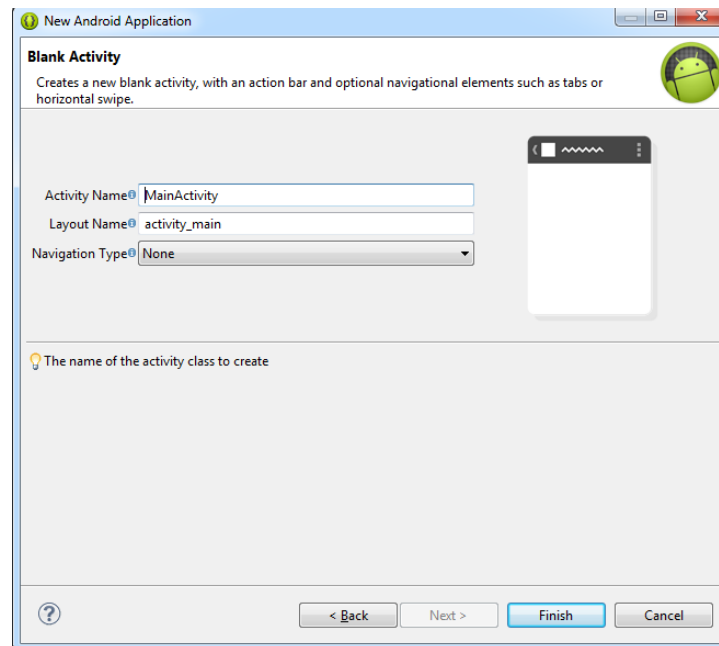 New Android Application
Blank Activity
Creates a new blank activity, with an action bar and optional navigational elements such as tabs or
horizontal swipe.
Activity Name MainActivity
Layout Name activity_main
Navigation Type None
The name of the activity class to create
< Back Next > Finish Cancel